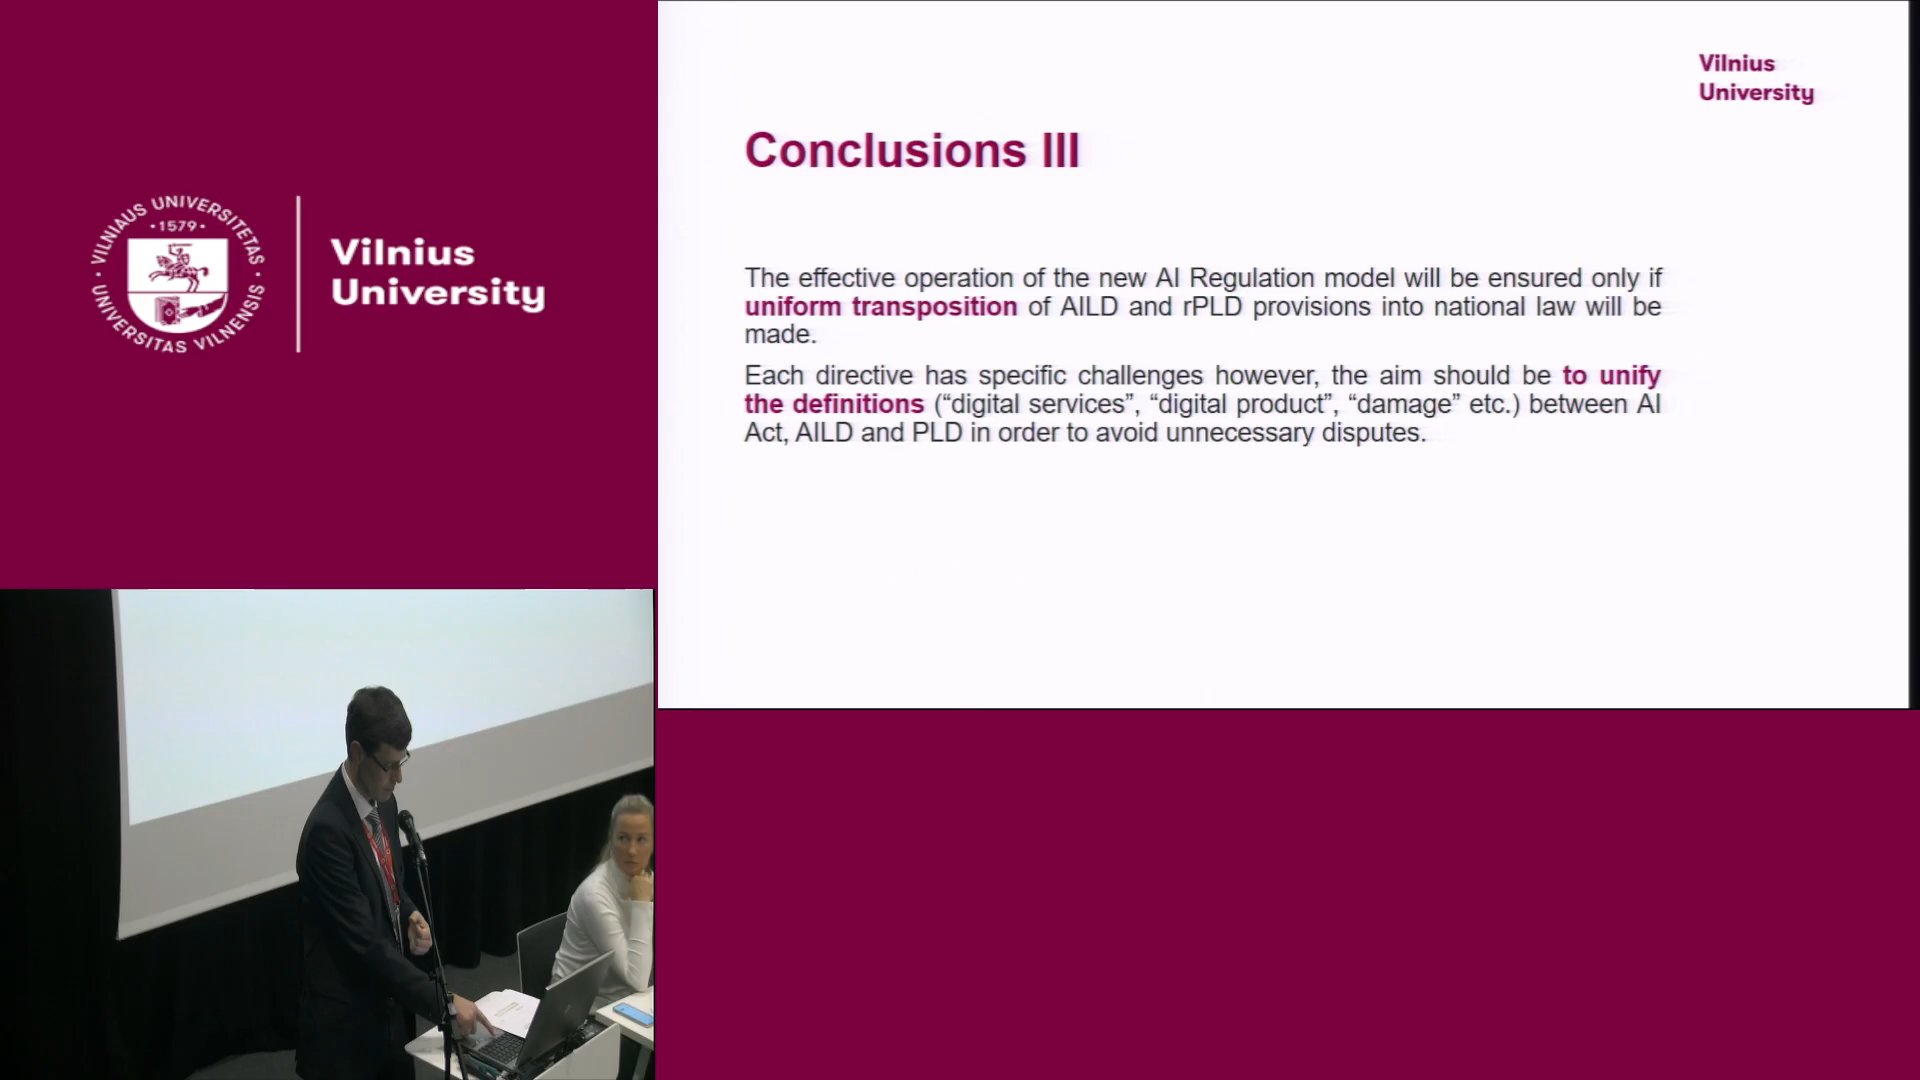 VILNIAUS UNIVERSITETAS
1579
UNIVERSITAS VILNENSIS
Vilnius
University
Vilnius
University
Conclusions III
The effective operation of the new AI Regulation model will be ensured only if
uniform transposition of AILD and rPLD provisions into national law will be
made.
Each directive has specific challenges however, the aim should be to unify
the definitions (“digital services”, “digital product”, “damage” etc.) between AI
Act, AILD and PLD in order to avoid unnecessary disputes.